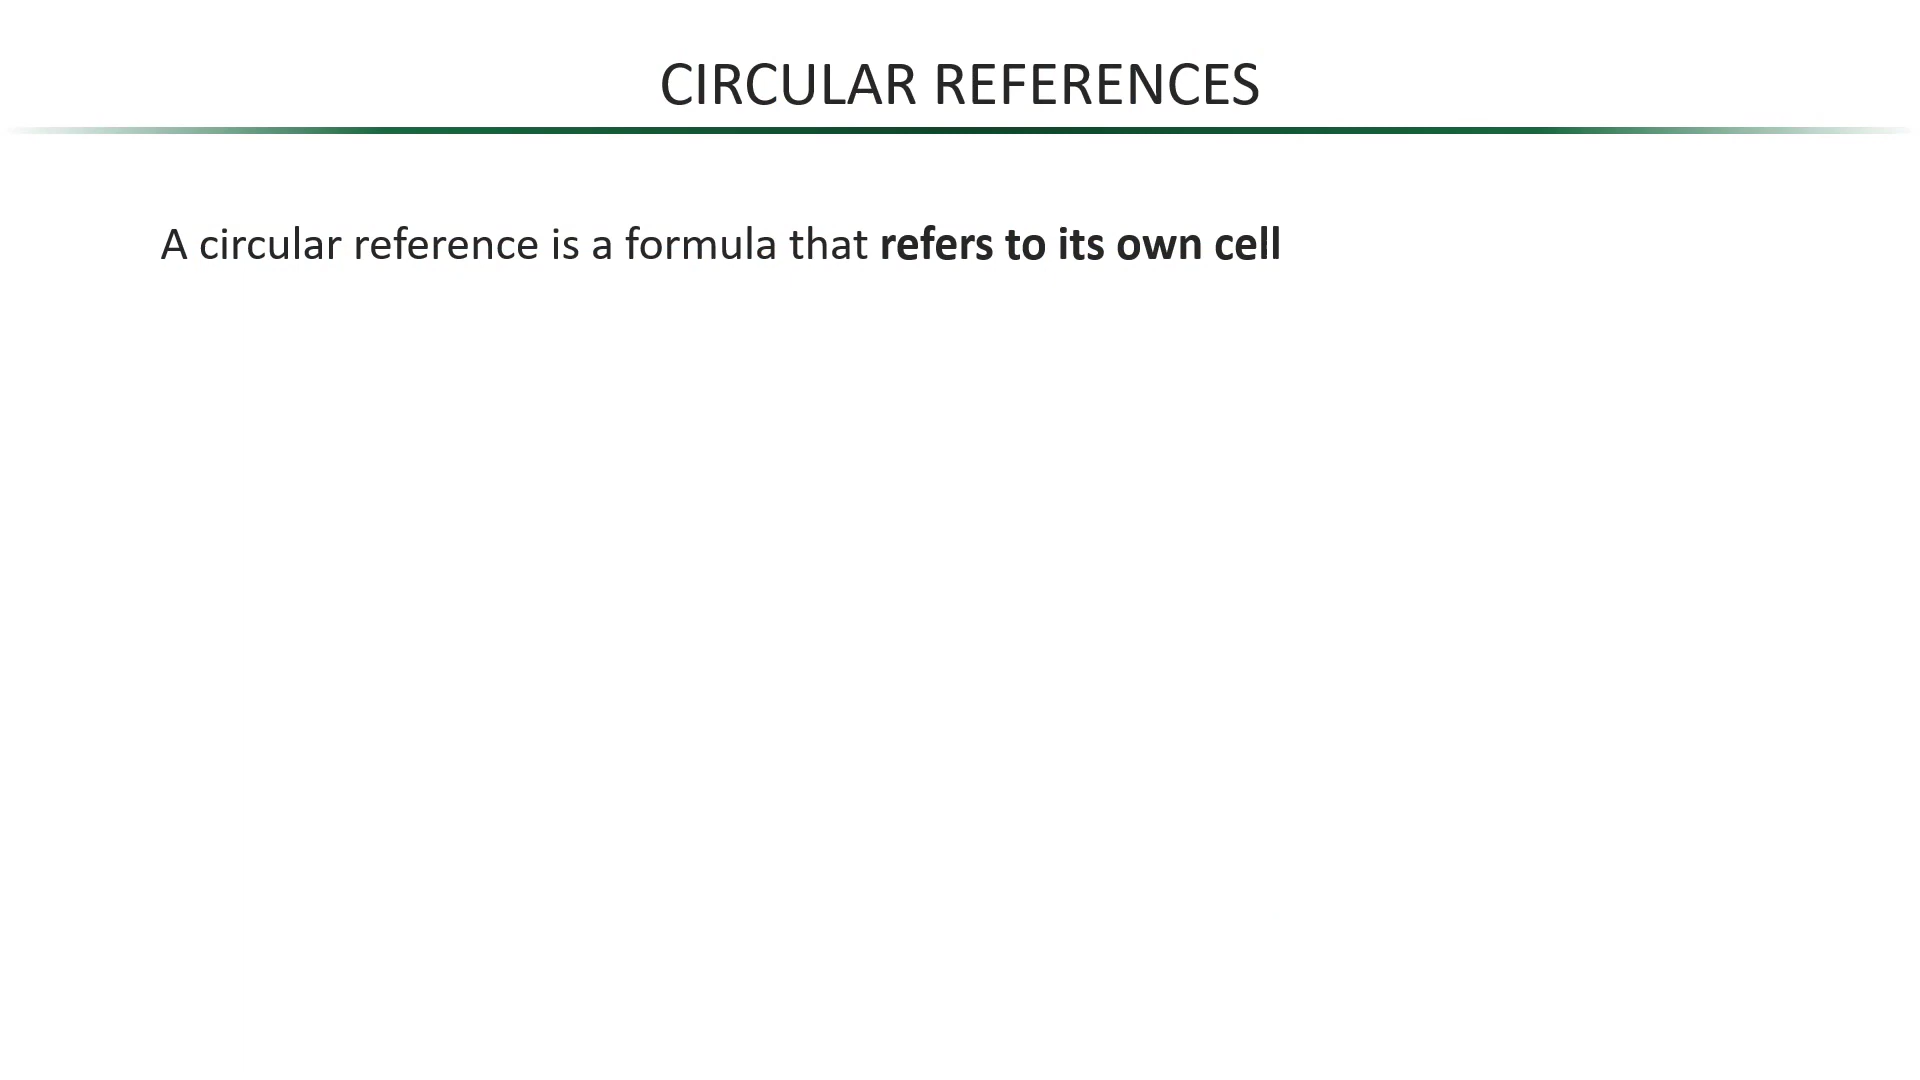 CIRCULAR REFERENCES
A circular reference is a formula that refers to its own cell